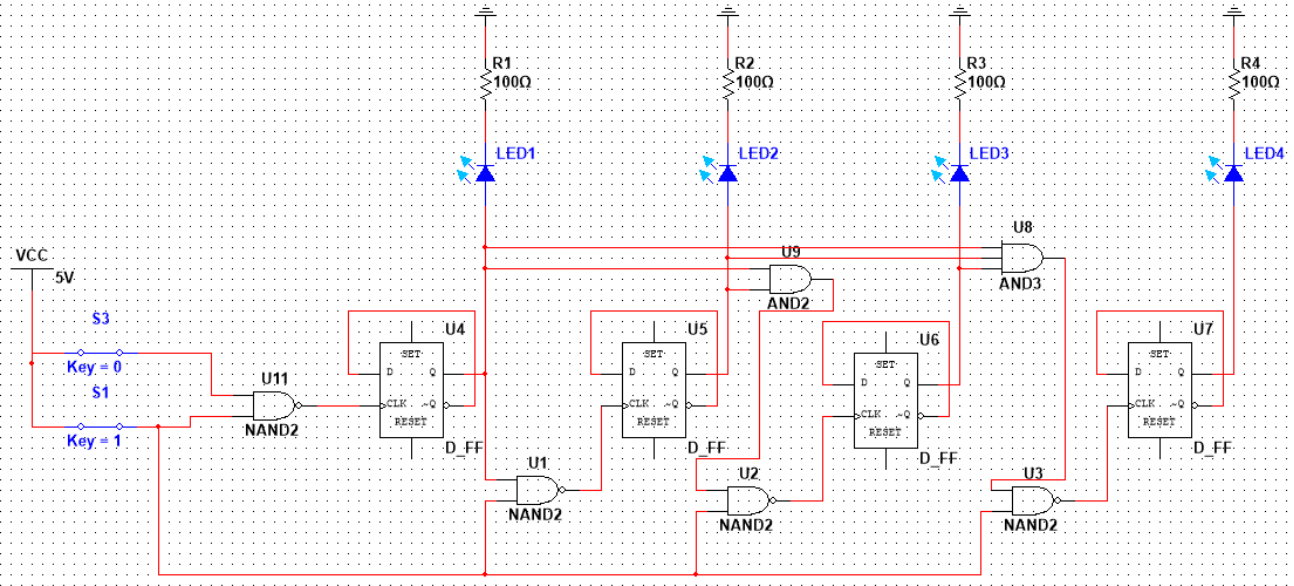 R1
100Ω
R2
100Ω
R3
100Ω
R4
100Ω
LED1
LED2
LED3
LED4
U8
AND3
U9
AND2
VCC
5V
S3
Key = 0
S1
Key = 1
U11
NAND2
U4
SET
D Q
CLK ~Q
RESET
D_FF
U5
SET
D Q
CLK ~Q
RESET
D_FF
U6
SET
D Q
CLK ~Q
RESET
D_FF
U7
SET
D Q
CLK ~Q
RESET
D_FF
U1
NAND2
U2
NAND2
U3
NAND2